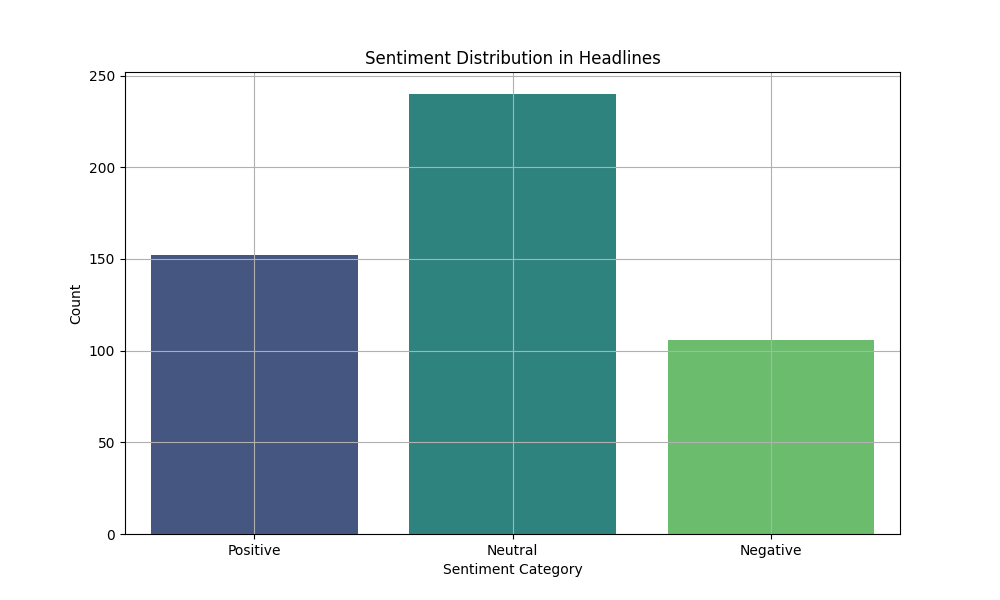 Sentiment Distribution in Headlines
250
200
150
100
50
0
Count
Positive Neutral Negative
Sentiment Category